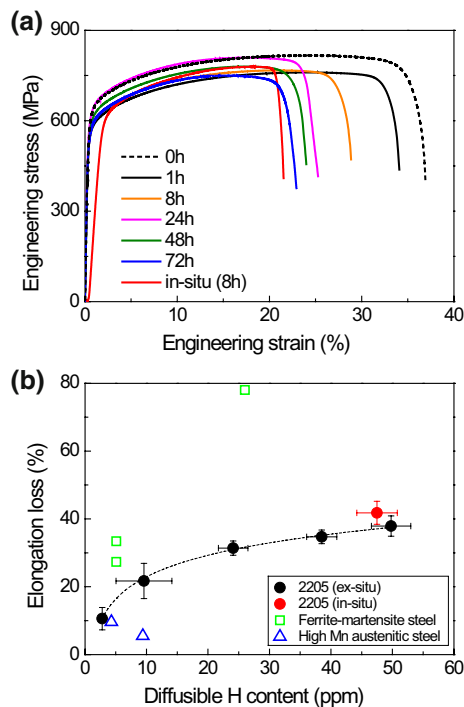 (a)
900
600
300
0
Engineering stress (MPa)
0h
1h
8h
24h
48h
72h
in-situ (8h)
0 10 20 30 40
Engineering strain (%)
(b)
80
60
40
20
0
Elongation loss (%)
2205 (ex-situ)
2205 (in-situ)
Ferrite-martensite steel
High Mn austenitic steel
0 10 20 30 40 50 60
Diffusible H content (ppm)